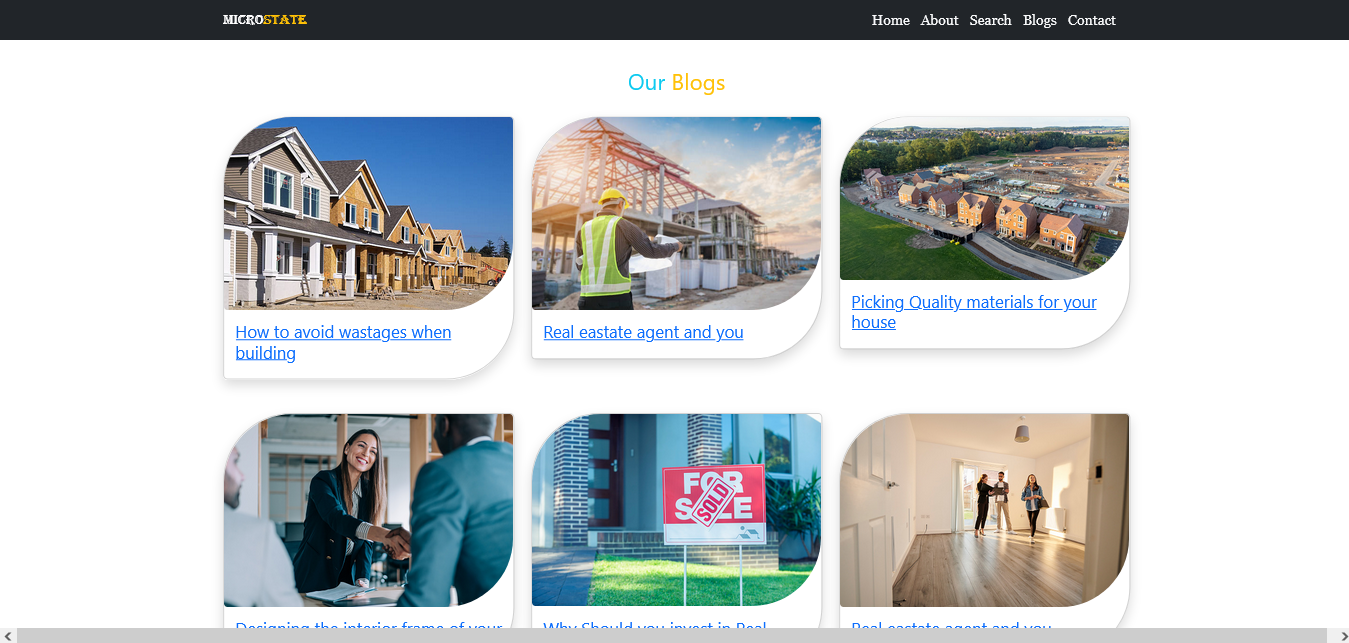 MICROSTATE
Home About Search Blogs Contact
Our Blogs
How to avoid wastages when
building
Real eastate agent and you
Picking Quality materials for your
house
FOR
SALE
SOLD
Designing the interior frame of your
Why Should you invest in Real
Real eastate agent and you